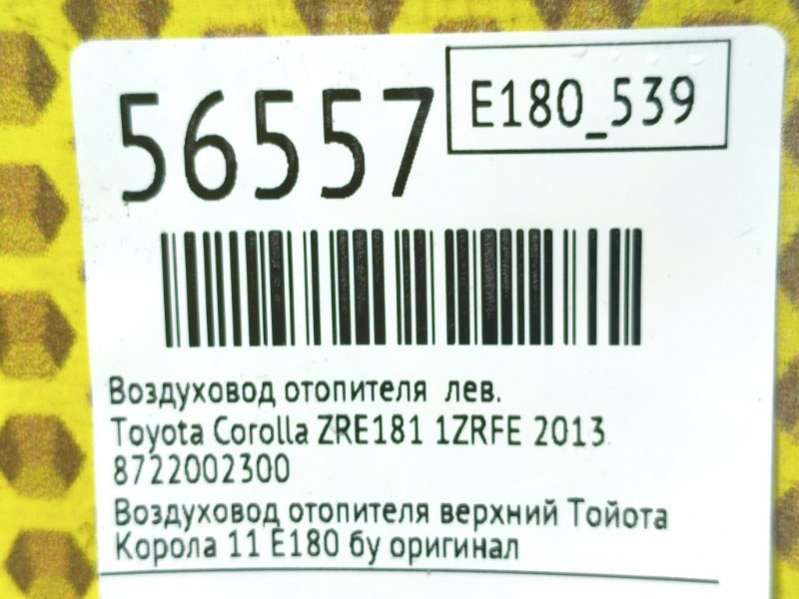 56557
E180_539
Воздуховод отопителя лев.
Toyota Corolla ZRE181 1ZRFE 2013
8722002300
Воздуховод отопителя верхний Тойота
Корола 11 Е180 бу оригинал